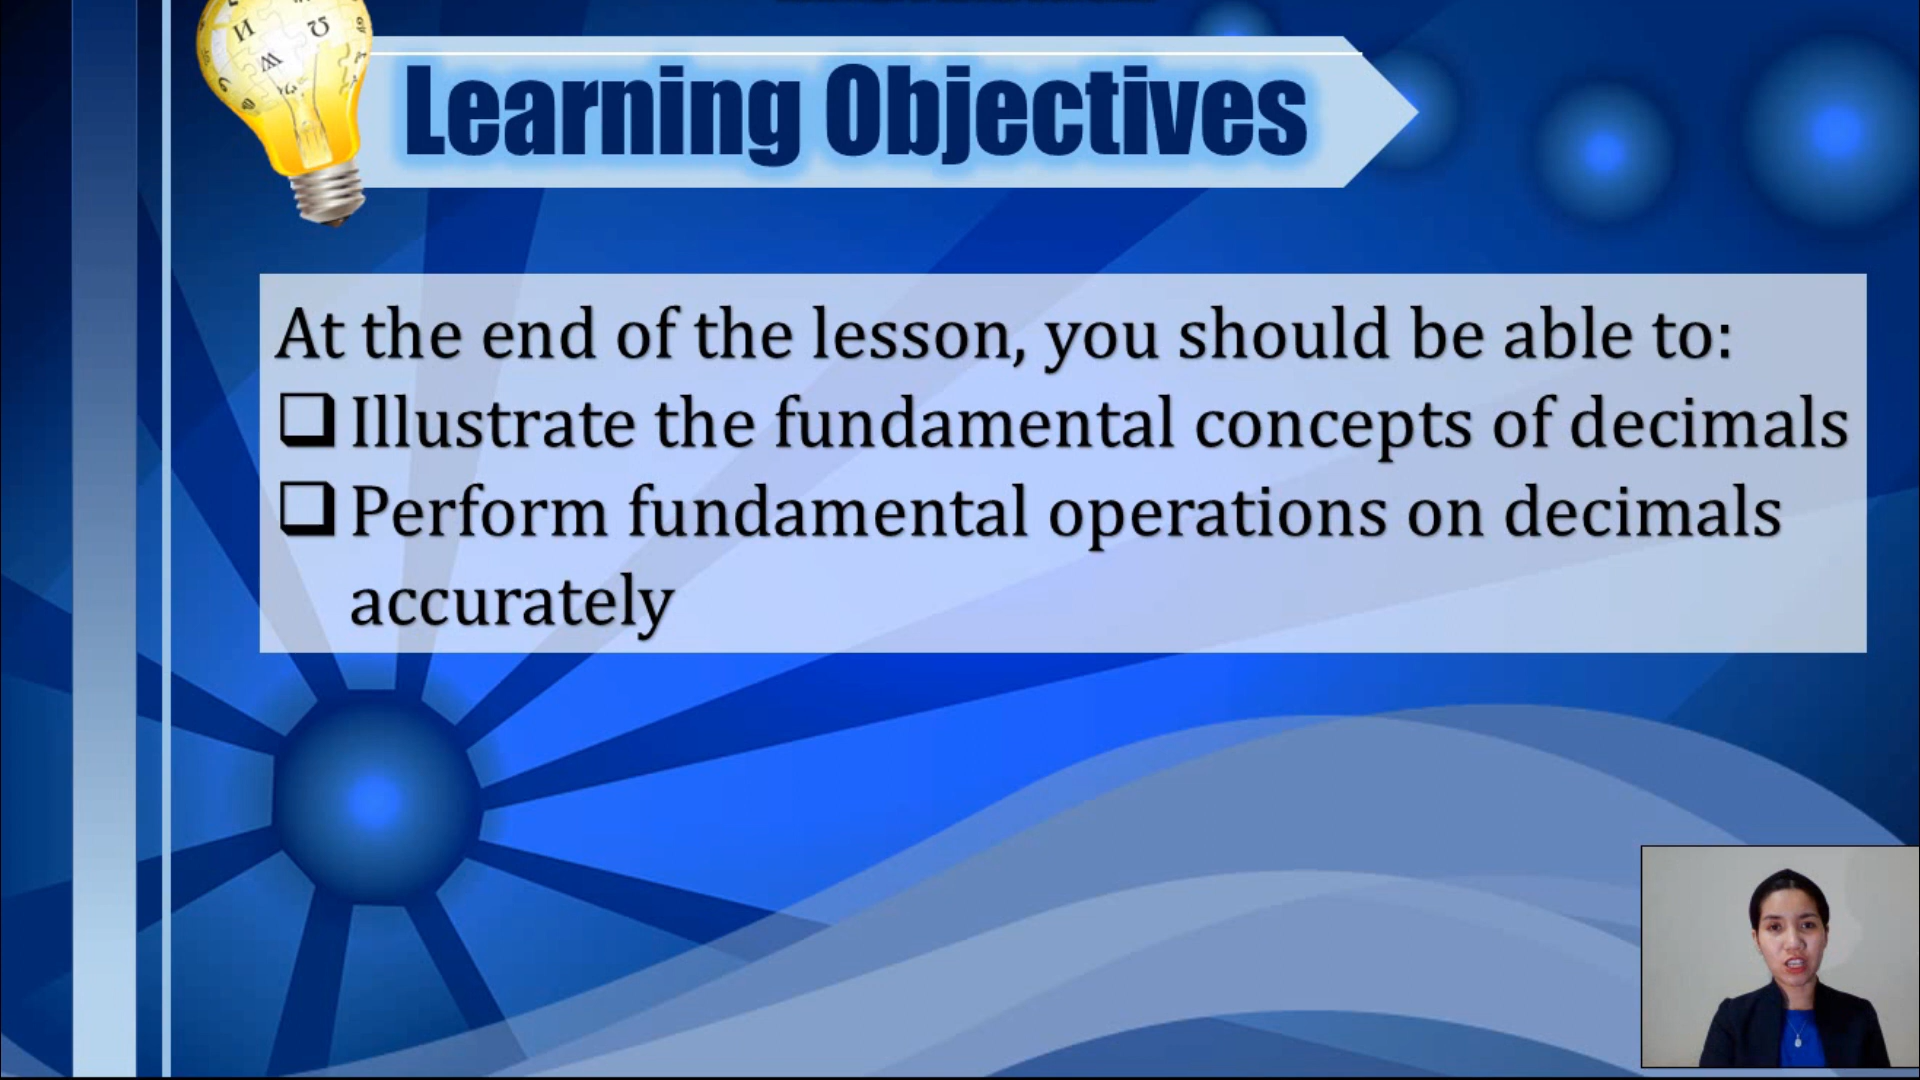 Learning Objectives
At the end of the lesson, you should be able to:
❑ Illustrate the fundamental concepts of decimals
❑ Perform fundamental operations on decimals
accurately